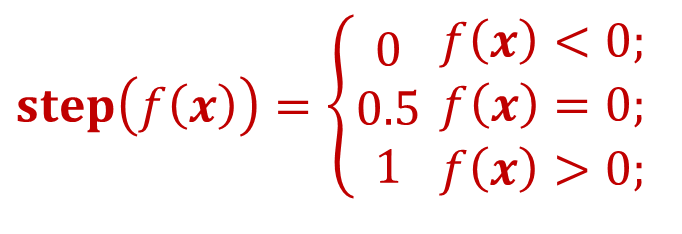 0 f(x) < 0;
step(f(x)) = { 0.5 f(x) = 0;
1 f(x) > 0;